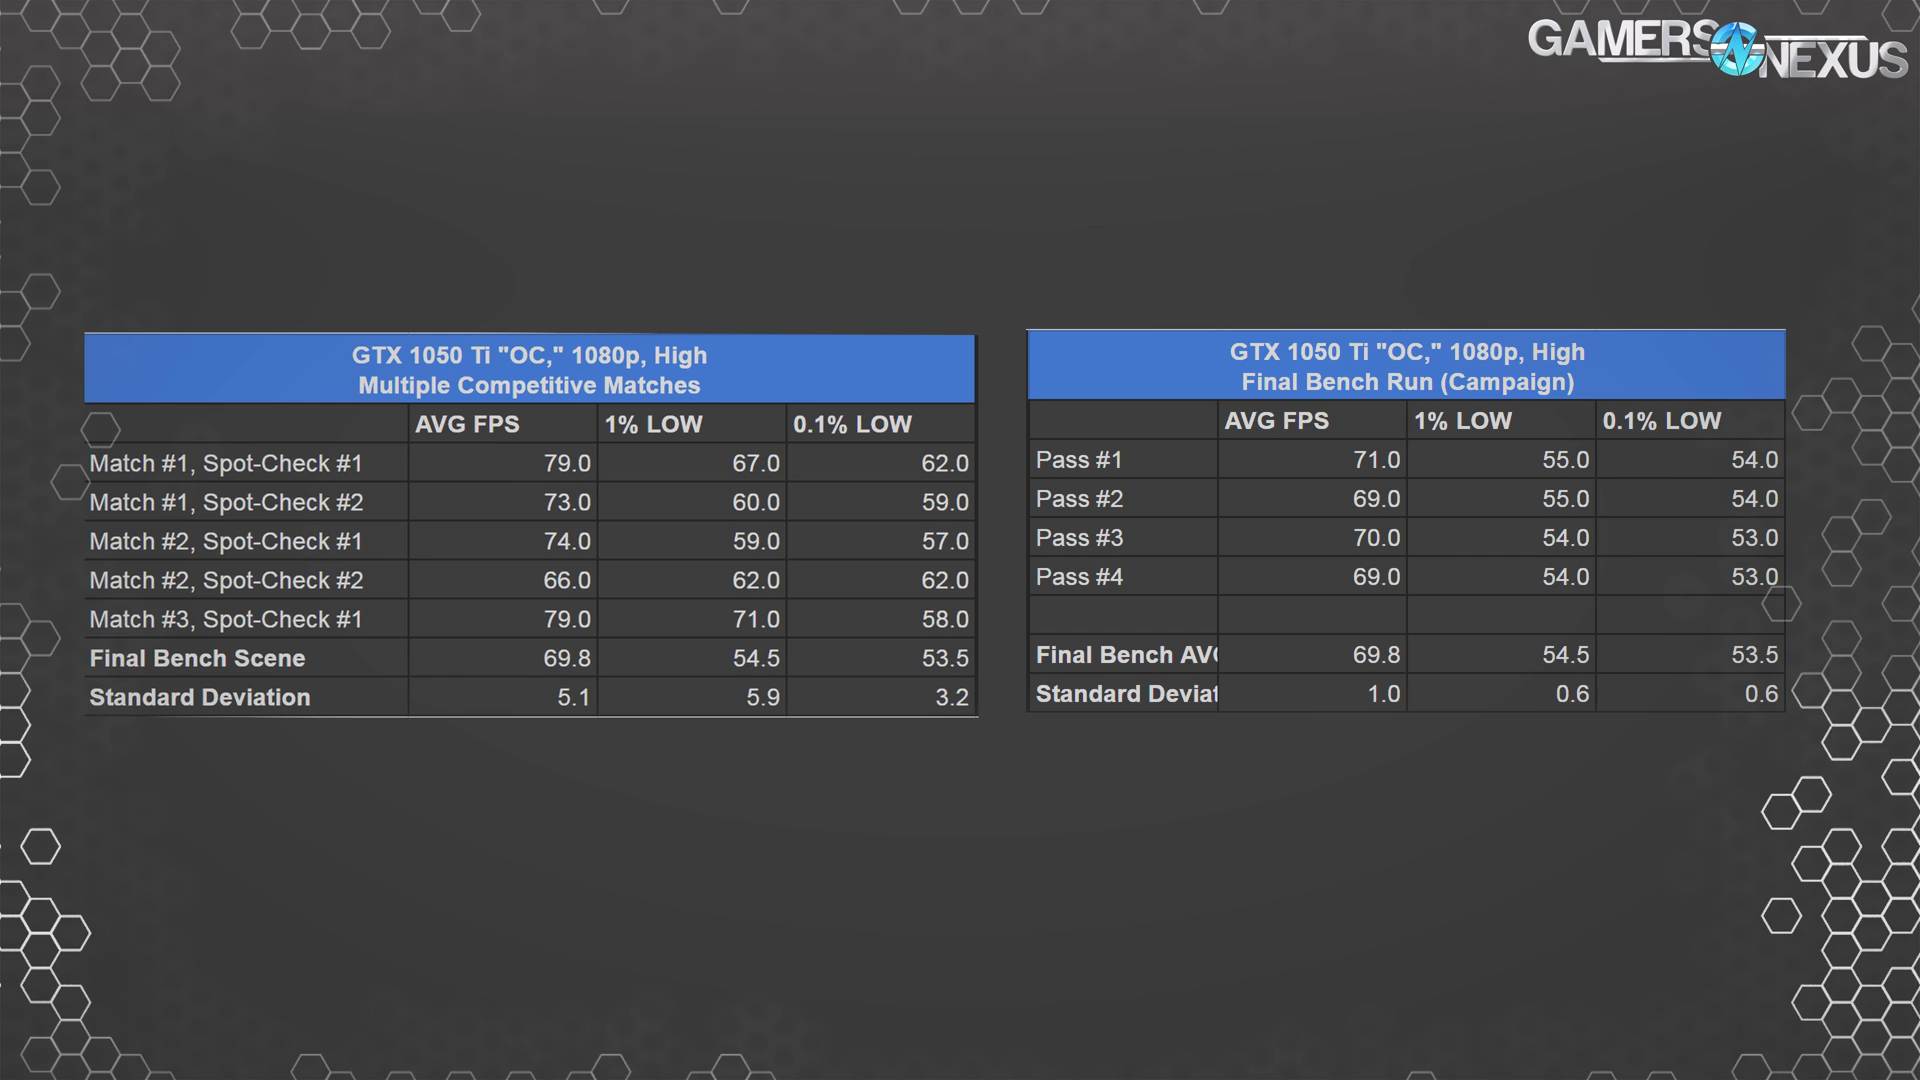 GAMERS NEXUS
GTX 1050 Ti "OC," 1080p, High
Multiple Competitive Matches
AVG FPS 1% LOW 0.1% LOW
Match #1, Spot-Check #1 79.0 67.0 62.0
Match #1, Spot-Check #2 73.0 60.0 59.0
Match #2, Spot-Check #1 74.0 59.0 57.0
Match #2, Spot-Check #2 66.0 62.0 62.0
Match #3, Spot-Check #1 79.0 71.0 58.0
Final Bench Scene 69.8 54.5 53.5
Standard Deviation 5.1 5.9 3.2
GTX 1050 Ti "OC," 1080p, High
Final Bench Run (Campaign)
AVG FPS 1% LOW 0.1% LOW
Pass #1 71.0 55.0 54.0
Pass #2 69.0 55.0 54.0
Pass #3 70.0 54.0 53.0
Pass #4 69.0 54.0 53.0
Final Bench AVG 69.8 54.5 53.5
Standard Deviat 1.0 0.6 0.6